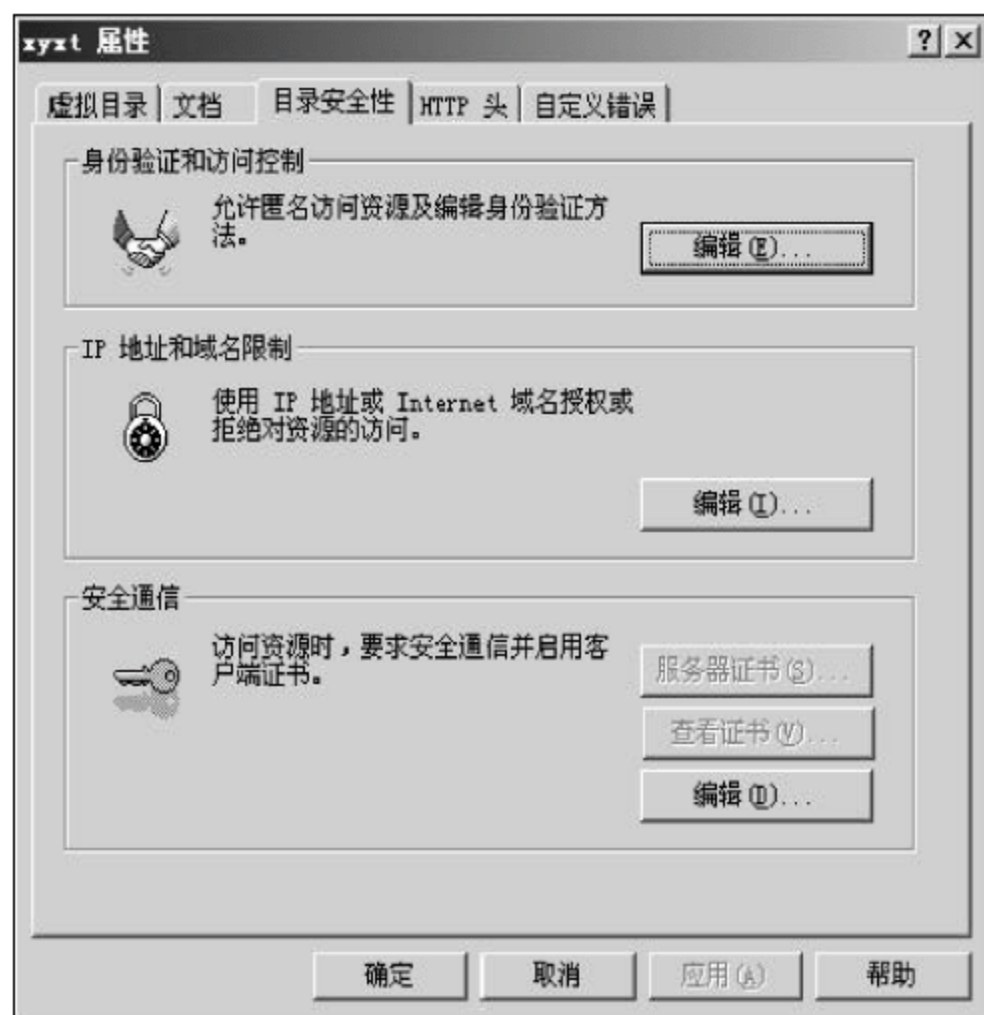 xyxt 属性
虚拟目录 文档 目录安全性 HTTP 头 自定义错误
身份验证和访问控制
允许匿名访问资源及编辑身份验证方
法。
编辑(E)...
IP 地址和域名限制
使用 IP 地址或 Internet 域名授权或
拒绝对资源的访问。
编辑(I)...
安全通信
访问资源时，要求安全通信并启用客
户端证书。
服务器证书(S)...
查看证书(V)...
编辑(D)...
确定 取消 应用(A) 帮助